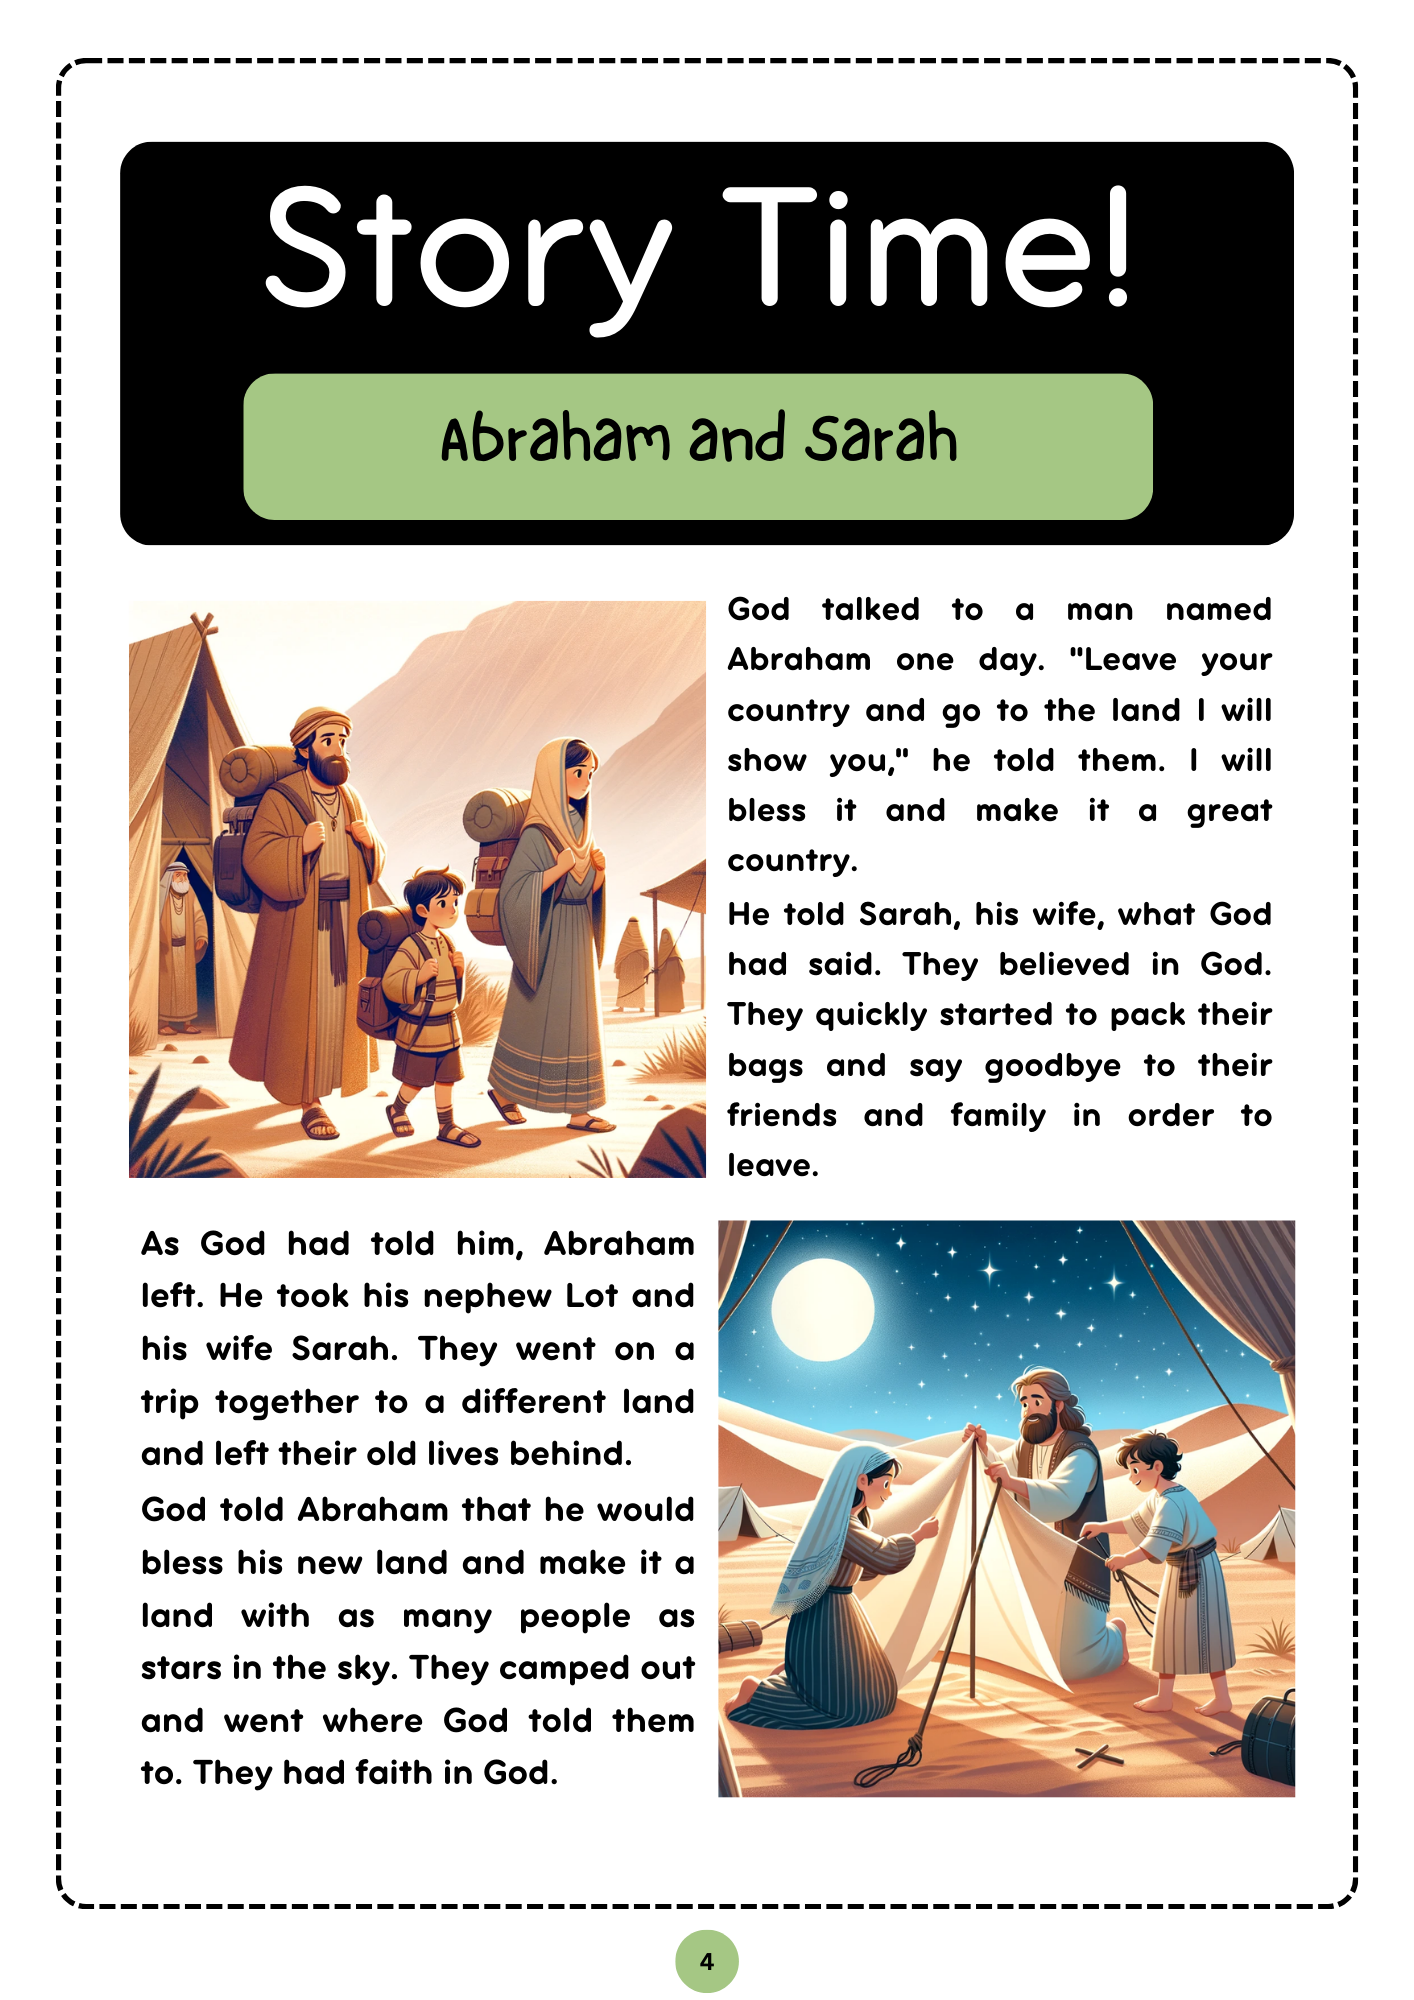 Story Time!
Abraham and Sarah
God talked to a man named
Abraham one day. "Leave your
country and go to the land I will
show you," he told them. I will
bless it and make it a great
country.
He told Sarah, his wife, what God
had said. They believed in God.
They quickly started to pack their
bags and say goodbye to their
friends and family in order to
leave.
As God had told him, Abraham
left. He took his nephew Lot and
his wife Sarah. They went on a
trip together to a different land
and left their old lives behind.
God told Abraham that he would
bless his new land and make it a
land with as many people as
stars in the sky. They camped out
and went where God told them
to. They had faith in God.
4